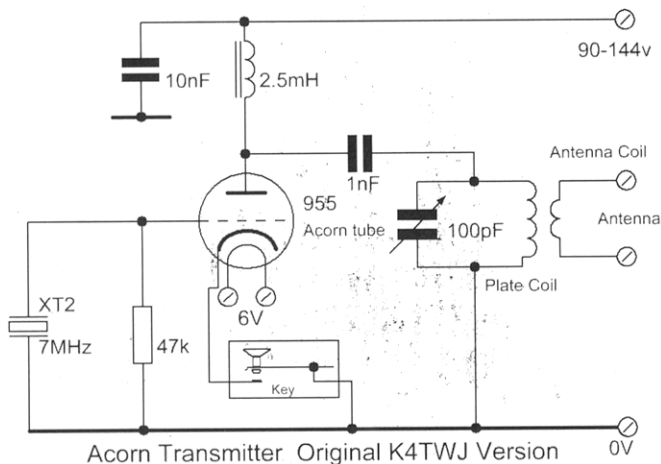 90-144v
10nF
2.5mH
1nF
Antenna Coil
955
Acorn tube
100pF
Antenna
Plate Coil
XT2
7MHz
47k
6V
Key
0V
Acorn Transmitter Original K4TWJ Version